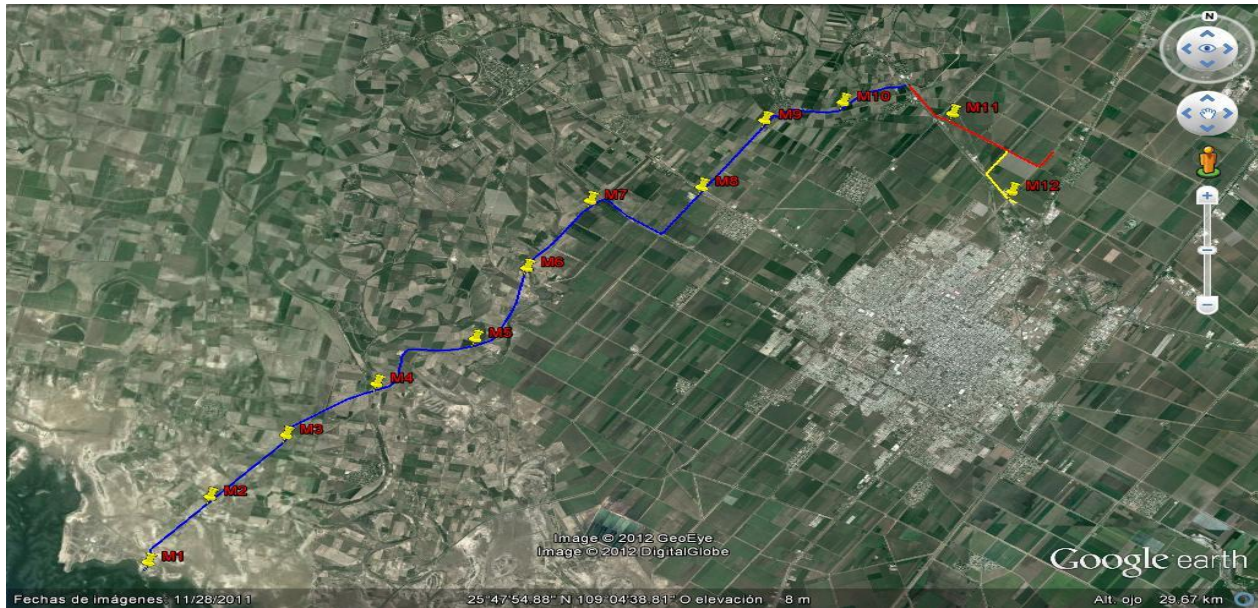 N
M10
M11
M9
M8
M12
M7
M6
M5
M4
M3
M2
M1
Image © 2012 GeoEye
Image © 2012 DigitalGlobe
Google earth
Fechas de imágenes: 11/28/2011 25°47'54.88" N 109°04'38.81" O elevación 8 m Alt. ojo 29.67 km